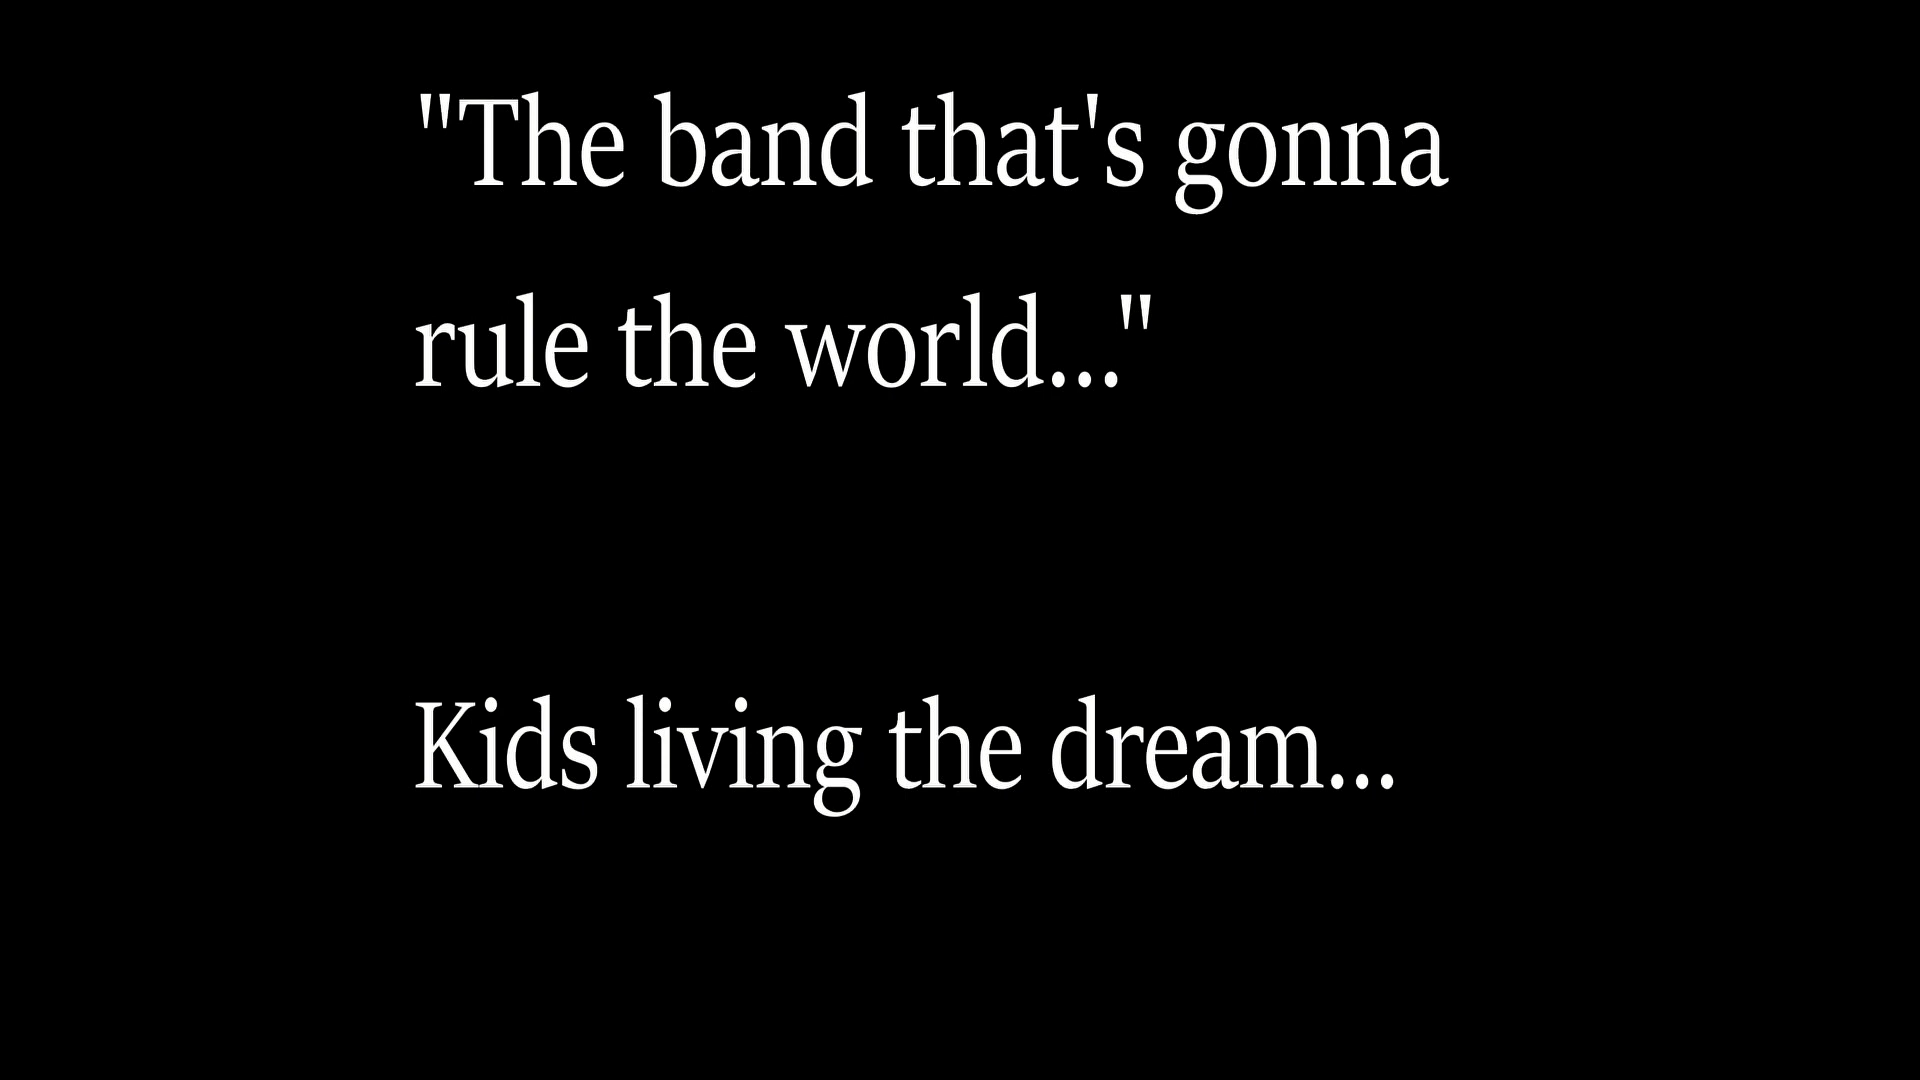 "The band that's gonna
rule the world..."
Kids living the dream...